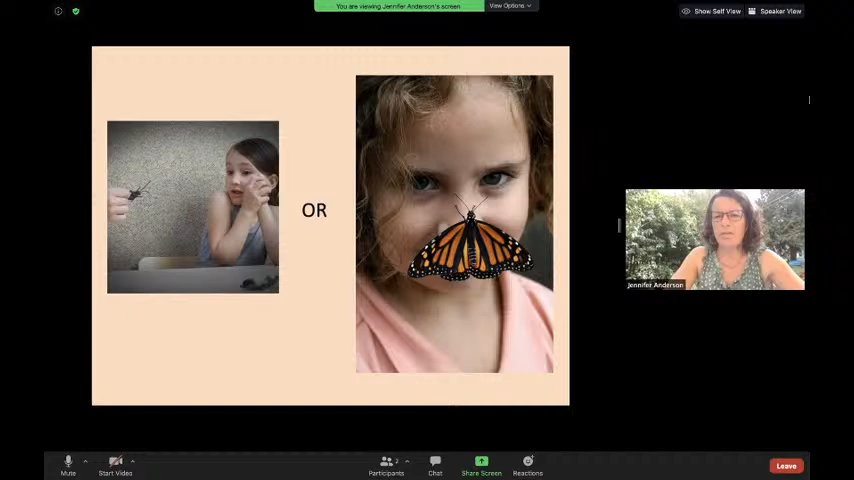 You are viewing Jennifer Anderson's screen
View Options
Show Self View
Speaker View
OR
Jennifer Anderson
Mute
Start Video
Participants
2
Chat
Share Screen
Reactions
Leave